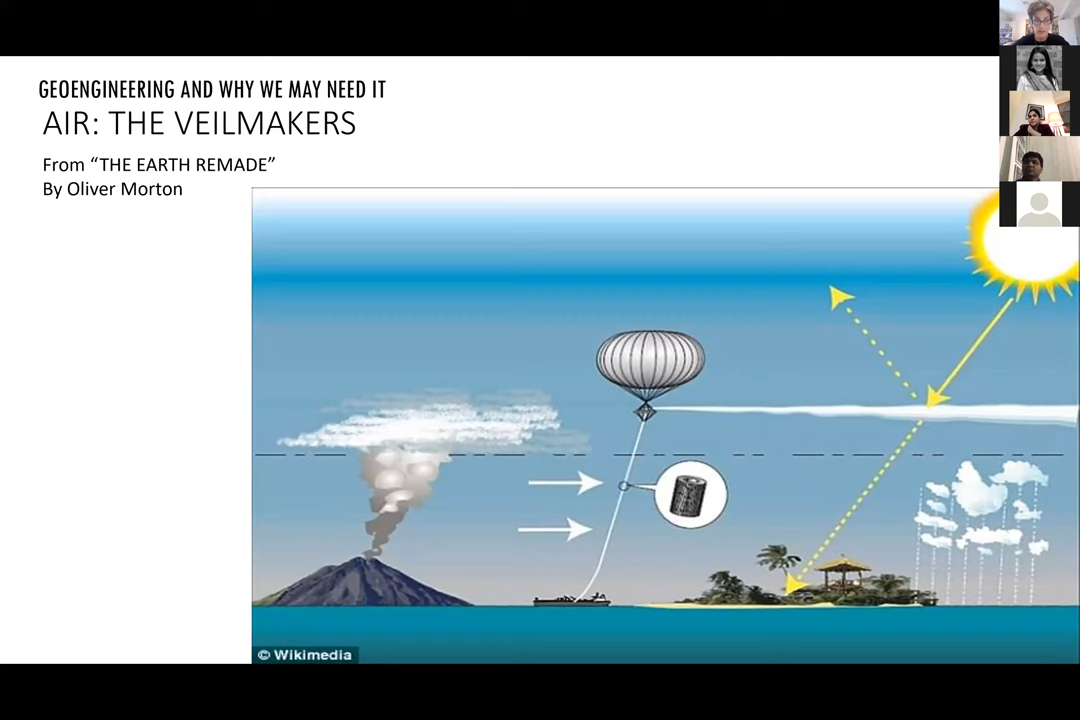 GEOENGINEERING AND WHY WE MAY NEED IT
AIR: THE VEILMAKERS
From “THE EARTH REMADE”
By Oliver Morton
© Wikimedia